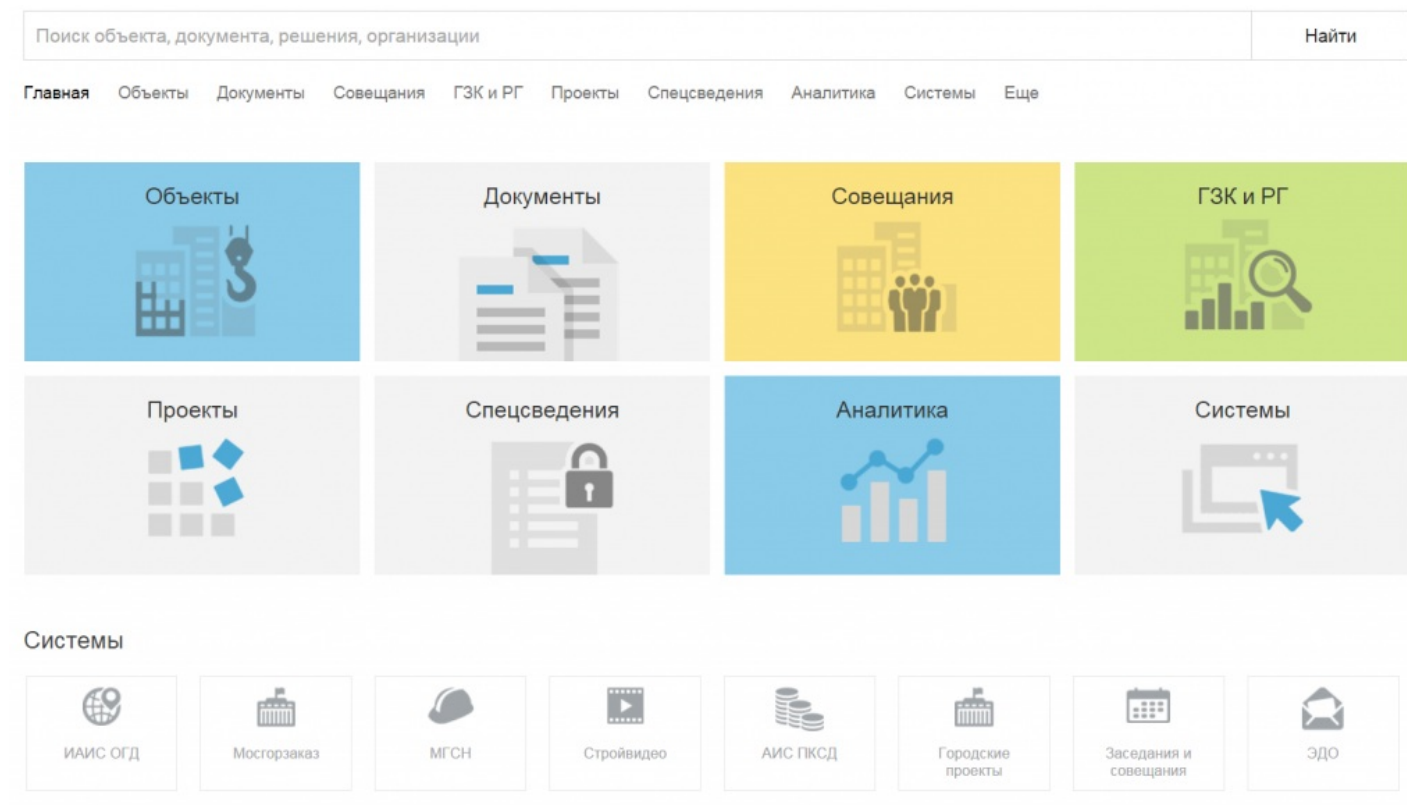 Поиск объекта, документа, решения, организации
Найти
Главная Объекты Документы Совещания ГЗК и РГ Проекты Спецсведения Аналитика Системы Еще
Объекты
Документы
Совещания
ГЗК и РГ
Проекты
Спецсведения
Аналитика
Системы
Системы
ИАИС ОГД
Мосгорзаказ
МГСН
Стройвидео
АИС ПКСД
Городские
проекты
Заседания и
совещания
ЭДО